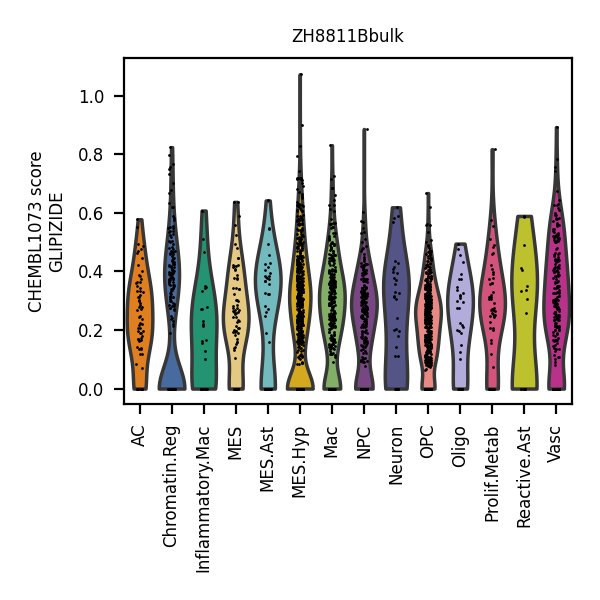 ZH8811Bbulk
CHEMBL1073 score
GLIPIZIDE
1.0
0.8
0.6
0.4
0.2
0.0
AC
Chromatin.Reg
Inflammatory.Mac
MES
MES.Ast
MES.Hyp
Mac
NPC
Neuron
OPC
Oligo
Prolif.Metab
Reactive.Ast
Vasc